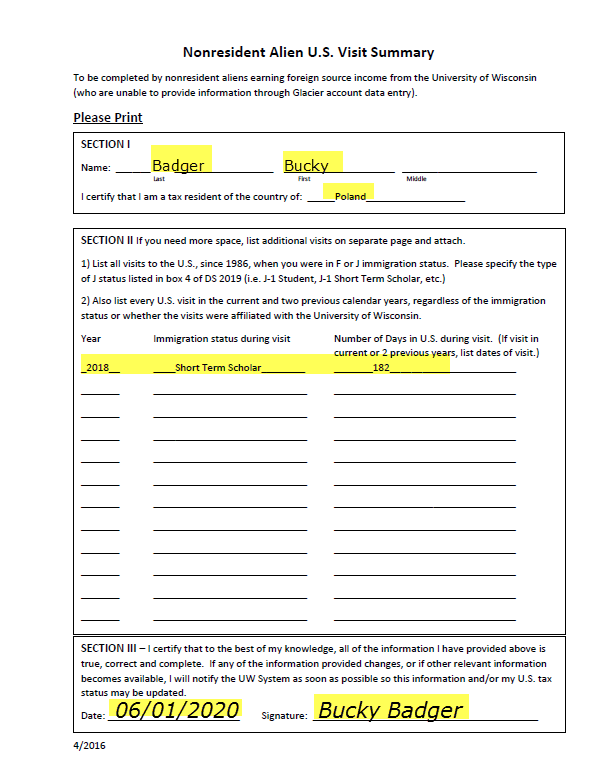 Nonresident Alien U.S. Visit Summary
To be completed by nonresident aliens earning foreign source income from the University of Wisconsin
(who are unable to provide information through Glacier account data entry).
Please Print
SECTION I
Name: Badger Bucky
Last First Middle
I certify that I am a tax resident of the country of: Poland
SECTION II If you need more space, list additional visits on separate page and attach.
1) List all visits to the U.S., since 1986, when you were in F or J immigration status. Please specify the type
of J status listed in box 4 of DS 2019 (i.e. J-1 Student, J-1 Short Term Scholar, etc.)
2) Also list every U.S. visit in the current and two previous calendar years, regardless of the immigration
status or whether the visits were affiliated with the University of Wisconsin.
Year Immigration status during visit Number of Days in U.S. during visit. (If visit in
current or 2 previous years, list dates of visit.)
2018 Short Term Scholar 182
SECTION III – I certify that to the best of my knowledge, all of the information I have provided above is
true, correct and complete. If any of the information provided changes, or if other relevant information
becomes available, I will notify the UW System as soon as possible so this information and/or my U.S. tax
status may be updated.
Date: 06/01/2020 Signature: Bucky Badger
4/2016